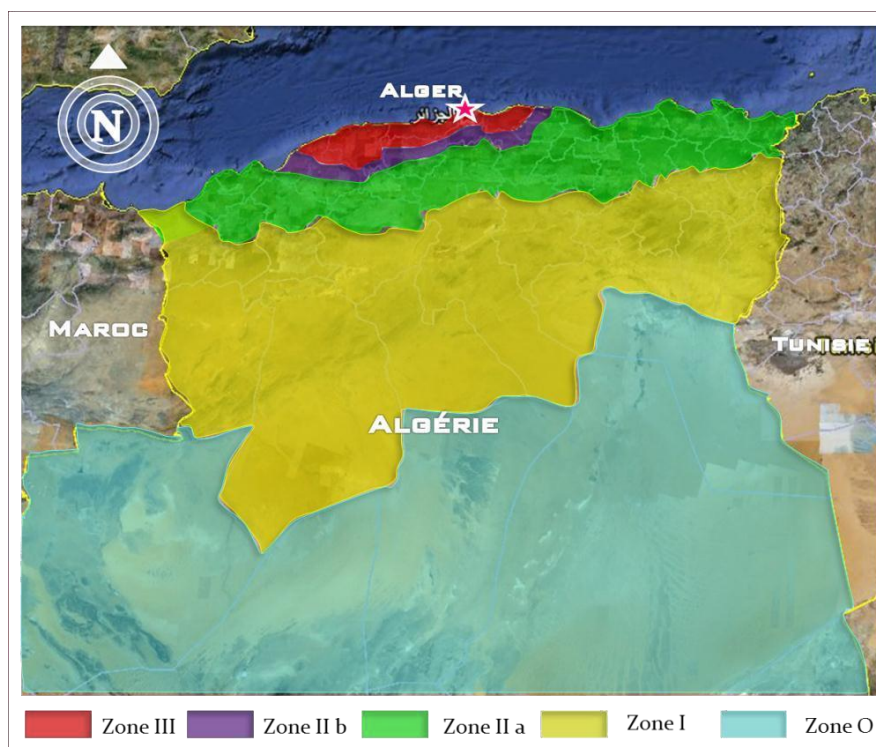 N
ALGER
الجزائر
MAROC
TUNISIE
ALGÉRIE
Zone III
Zone II b
Zone II a
Zone I
Zone O